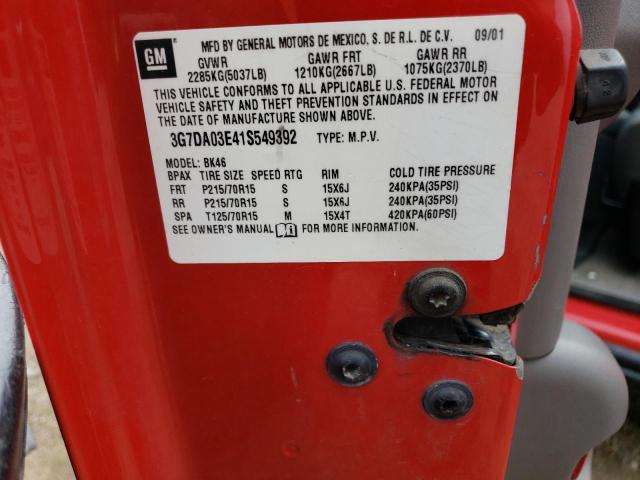 GM
MFD BY GENERAL MOTORS DE MEXICO, S. DE R.L. DE C.V. 09/01
GVWR GAWR FRT GAWR RR
2285KG(5037LB) 1210KG(2667LB) 1075KG(2370LB)
THIS VEHICLE CONFORMS TO ALL APPLICABLE U.S. FEDERAL MOTOR
VEHICLE SAFETY AND THEFT PREVENTION STANDARDS IN EFFECT ON
THE DATE OF MANUFACTURE SHOWN ABOVE.
3G7DA03E41S549392 TYPE: M.P.V.
MODEL: BK46
BPAX TIRE SIZE SPEED RTG RIM COLD TIRE PRESSURE
FRT P215/70R15 S 15X6J 240KPA(35PSI)
RR P215/70R15 S 15X6J 240KPA(35PSI)
SPA T125/70R15 M 15X4T 420KPA(60PSI)
SEE OWNER'S MANUAL FOR MORE INFORMATION.
42